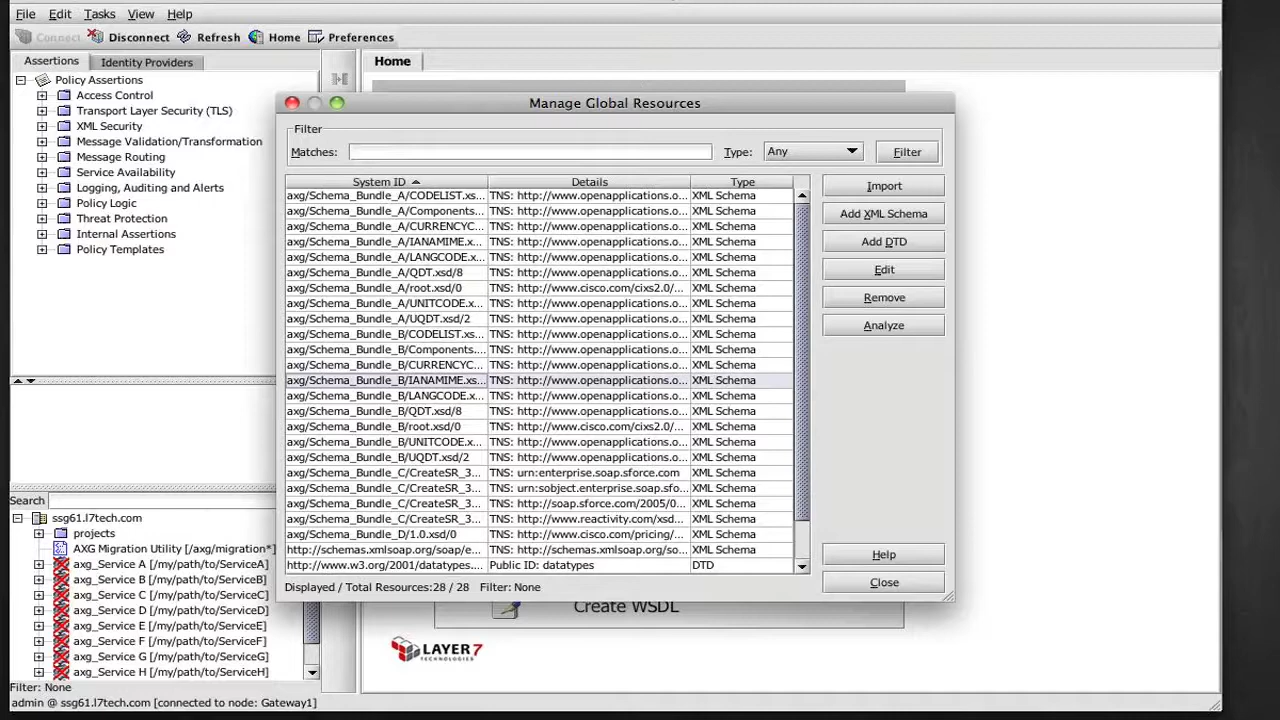 File Edit Tasks View Help
Connect Disconnect Refresh Home Preferences
Assertions Identity Providers
Policy Assertions
Access Control
Transport Layer Security (TLS)
XML Security
Message Validation/Transformation
Message Routing
Service Availability
Logging, Auditing and Alerts
Policy Logic
Threat Protection
Internal Assertions
Policy Templates
Search
ssg61.l7tech.com
projects
AXG Migration Utility [/axg/migration*]
axg_Service A [/my/path/to/ServiceA]
axg_Service B [/my/path/to/ServiceB]
axg_Service C [/my/path/to/ServiceC]
axg_Service D [/my/path/to/ServiceD]
axg_Service E [/my/path/to/ServiceE]
axg_Service F [/my/path/to/ServiceF]
axg_Service G [/my/path/to/ServiceG]
axg_Service H [/my/path/to/ServiceH]
Filter: None
admin @ ssg61.l7tech.com [connected to node: Gateway1]
Home
Manage Global Resources
Filter
Matches: Type: Any Filter
System ID Details Type
axg/Schema_Bundle_A/CODELIST.xs... TNS: http://www.openapplications.o... XML Schema
axg/Schema_Bundle_A/Components... TNS: http://www.openapplications.o... XML Schema
axg/Schema_Bundle_A/CURRENCYC... TNS: http://www.openapplications.o... XML Schema
axg/Schema_Bundle_A/IANAMIME.x... TNS: http://www.openapplications.o... XML Schema
axg/Schema_Bundle_A/LANGCODE.x... TNS: http://www.openapplications.o... XML Schema
axg/Schema_Bundle_A/QDT.xsd/8 TNS: http://www.openapplications.o... XML Schema
axg/Schema_Bundle_A/root.xsd/0 TNS: http://www.cisco.com/cixs2.0/... XML Schema
axg/Schema_Bundle_A/UNITCODE.x... TNS: http://www.openapplications.o... XML Schema
axg/Schema_Bundle_A/UQDT.xsd/2 TNS: http://www.openapplications.o... XML Schema
axg/Schema_Bundle_B/CODELIST.xs... TNS: http://www.openapplications.o... XML Schema
axg/Schema_Bundle_B/Components.... TNS: http://www.openapplications.o... XML Schema
axg/Schema_Bundle_B/CURRENCYC... TNS: http://www.openapplications.o... XML Schema
axg/Schema_Bundle_B/IANAMIME.xs... TNS: http://www.openapplications.o... XML Schema
axg/Schema_Bundle_B/LANGCODE.x... TNS: http://www.openapplications.o... XML Schema
axg/Schema_Bundle_B/QDT.xsd/8 TNS: http://www.openapplications.o... XML Schema
axg/Schema_Bundle_B/root.xsd/0 TNS: http://www.cisco.com/cixs2.0/... XML Schema
axg/Schema_Bundle_B/UNITCODE.x... TNS: http://www.openapplications.o... XML Schema
axg/Schema_Bundle_B/UQDT.xsd/2 TNS: http://www.openapplications.o... XML Schema
axg/Schema_Bundle_C/CreateSR_3... TNS: urn:enterprise.soap.sforce.com XML Schema
axg/Schema_Bundle_C/CreateSR_3... TNS: urn:sobject.enterprise.soap.sfo... XML Schema
axg/Schema_Bundle_C/CreateSR_3... TNS: http://soap.sforce.com/2005/0... XML Schema
axg/Schema_Bundle_C/CreateSR_3... TNS: http://www.reactivity.com/xsd... XML Schema
axg/Schema_Bundle_D/1.0.xsd/0 TNS: http://www.cisco.com/pricing/... XML Schema
http://schemas.xmlsoap.org/soap/e... TNS: http://schemas.xmlsoap.org/so... XML Schema
http://www.w3.org/2001/datatypes.... Public ID: datatypes DTD
Displayed / Total Resources:28 / 28 Filter: None
Import
Add XML Schema
Add DTD
Edit
Remove
Analyze
Help
Close
Create WSDL
LAYER 7
TECHNOLOGIES